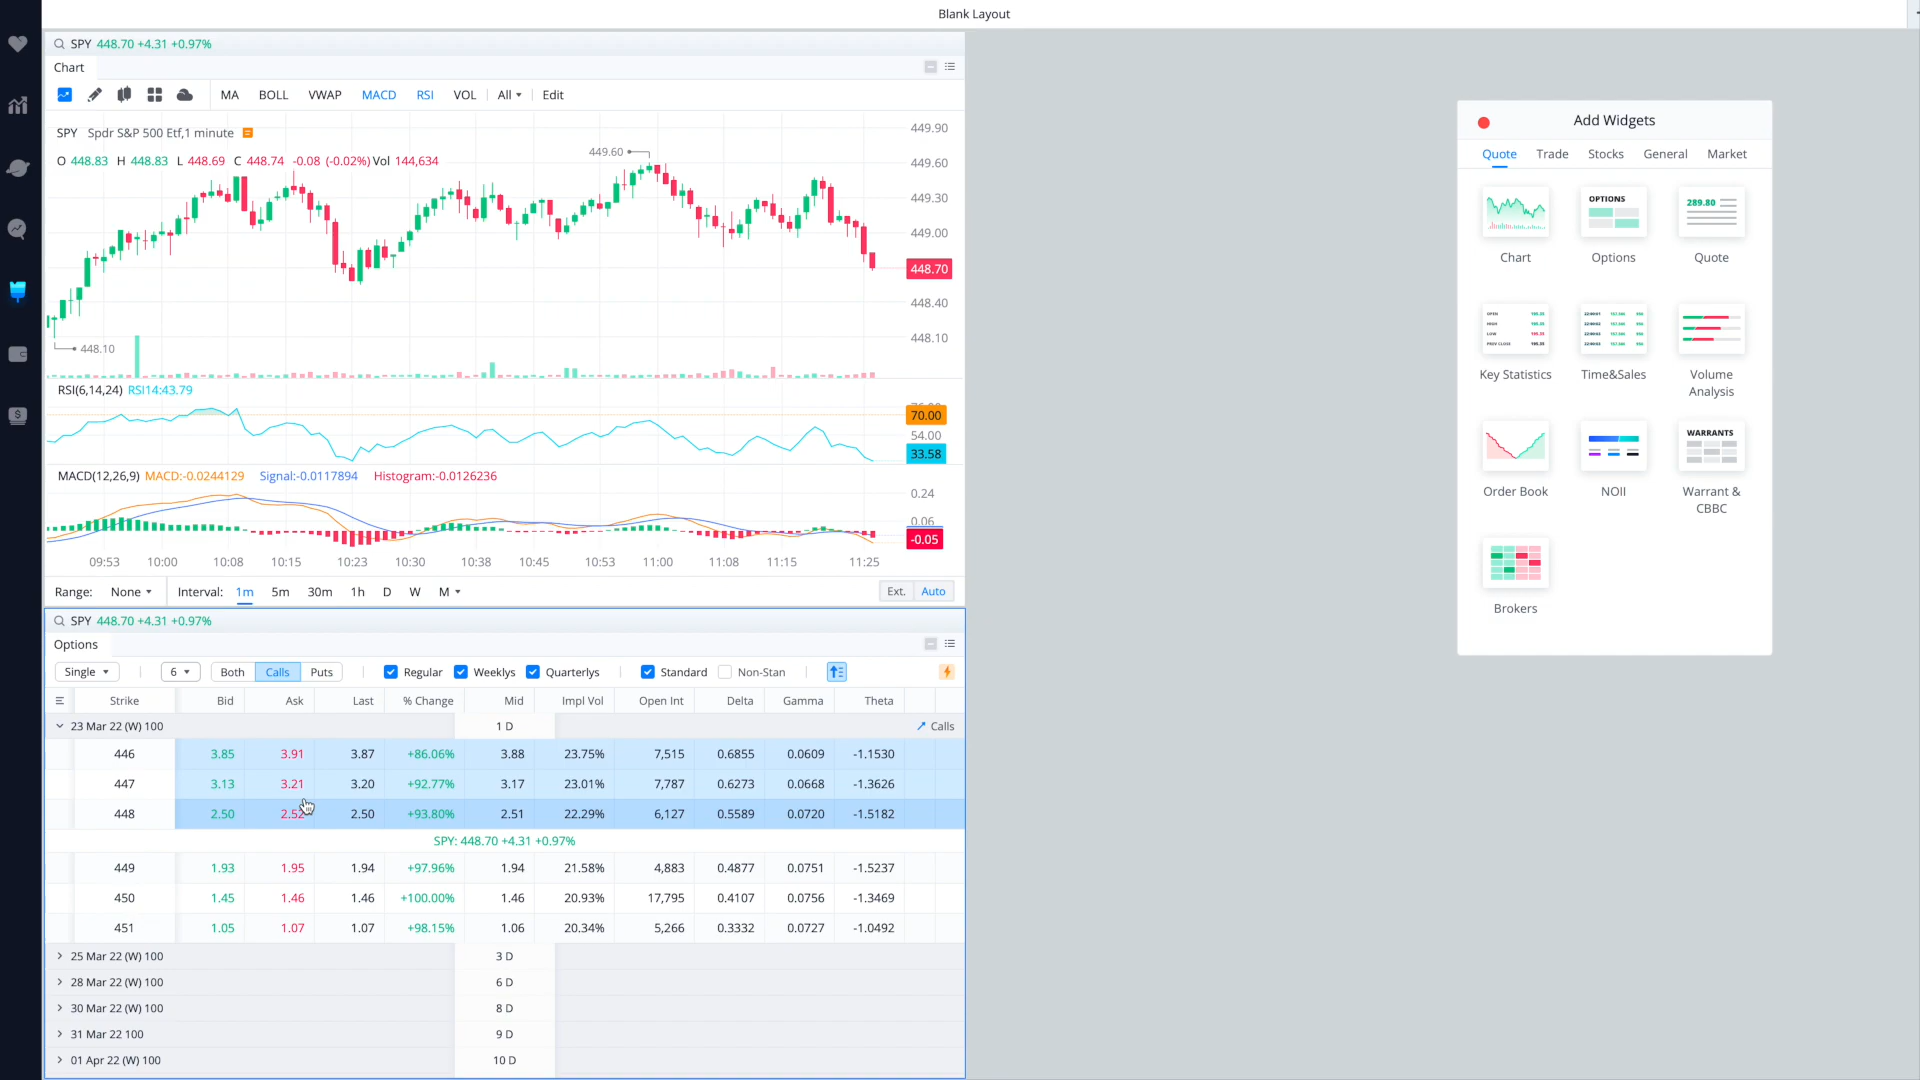 Blank Layout
SPY 448.70 +4.31 +0.97%
Chart
MA BOLL VWAP MACD RSI VOL All Edit
SPY Spdr S&P 500 Etf,1 minute
O 448.83 H 448.83 L 448.69 C 448.74 -0.08 (-0.02%) Vol 144,634
449.90
449.60
449.60
449.30
449.00
448.70
448.40
448.10
448.10
RSI(6,14,24) RSI14:43.79
70.00
54.00
33.58
MACD(12,26,9) MACD:-0.0244129 Signal:-0.0117894 Histogram:-0.0126236
0.24
0.06
-0.05
09:53 10:00 10:08 10:15 10:23 10:30 10:38 10:45 10:53 11:00 11:08 11:15 11:25
Range: None Interval: 1m 5m 30m 1h D W M Ext. Auto
SPY 448.70 +4.31 +0.97%
Options
Single 6 Both Calls Puts Regular Weeklys Quarterlys Standard Non-Stan
Strike Bid Ask Last % Change Mid Impl Vol Open Int Delta Gamma Theta
23 Mar 22 (W) 100 1 D Calls
446 3.85 3.91 3.87 +86.06% 3.88 23.75% 7,515 0.6855 0.0609 -1.1530
447 3.13 3.21 3.20 +92.77% 3.17 23.01% 7,787 0.6273 0.0668 -1.3626
448 2.50 2.52 2.50 +93.80% 2.51 22.29% 6,127 0.5589 0.0720 -1.5182
SPY: 448.70 +4.31 +0.97%
449 1.93 1.95 1.94 +97.96% 1.94 21.58% 4,883 0.4877 0.0751 -1.5237
450 1.45 1.46 1.46 +100.00% 1.46 20.93% 17,795 0.4107 0.0756 -1.3469
451 1.05 1.07 1.07 +98.15% 1.06 20.34% 5,266 0.3332 0.0727 -1.0492
25 Mar 22 (W) 100 3 D
28 Mar 22 (W) 100 6 D
30 Mar 22 (W) 100 8 D
31 Mar 22 100 9 D
01 Apr 22 (W) 100 10 D
Add Widgets
Quote Trade Stocks General Market
OPTIONS 289.80
Chart Options Quote
OPEN
HIGH
LOW
PREV CLOSE
Key Statistics Time&Sales Volume
Analysis
WARRANTS
Order Book NOII Warrant &
CBBC
Brokers